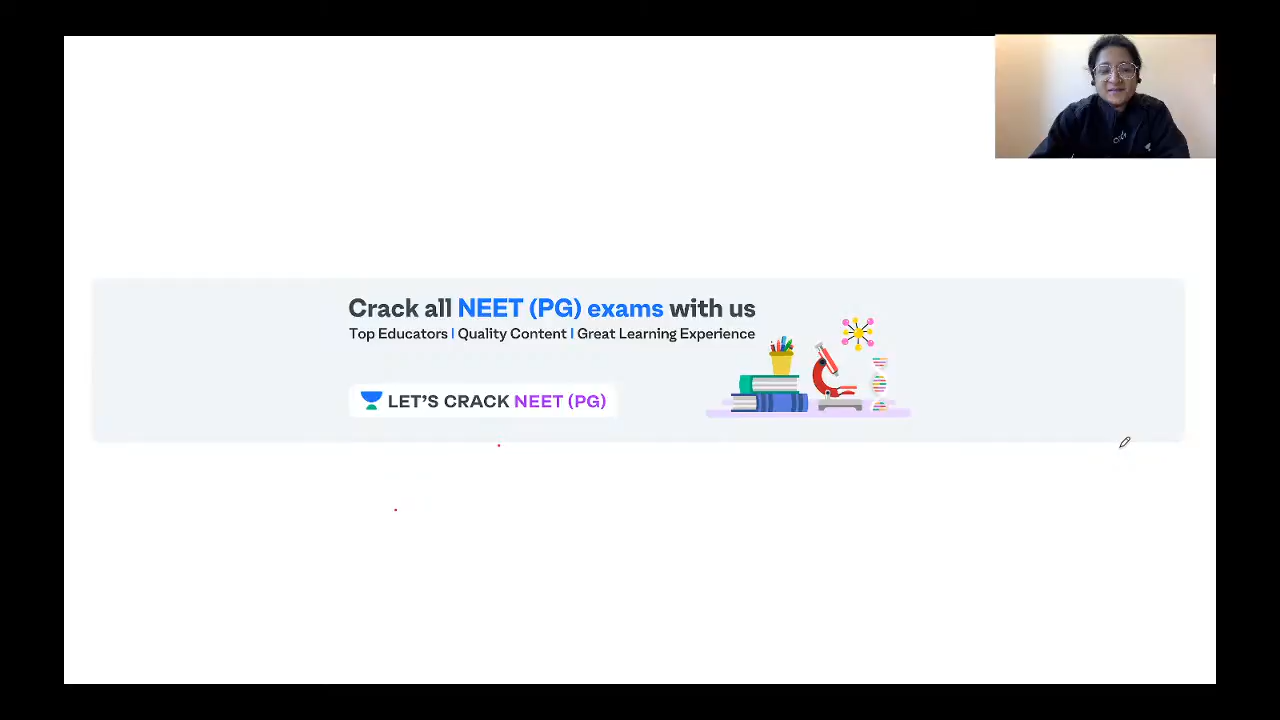 Crack all NEET (PG) exams with us
Top Educators | Quality Content | Great Learning Experience
LET'S CRACK NEET (PG)